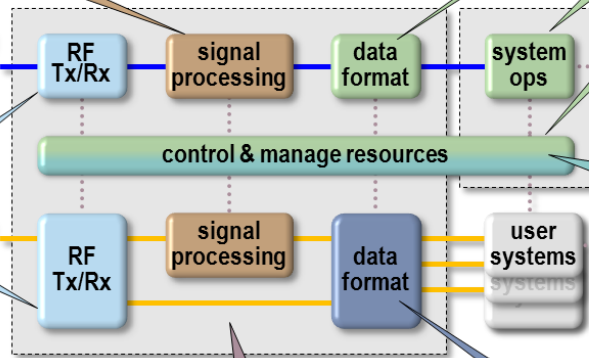 RF
Tx/Rx
signal
processing
data
format
system
ops
control & manage resources
RF
Tx/Rx
signal
processing
data
format
user
systems
systems